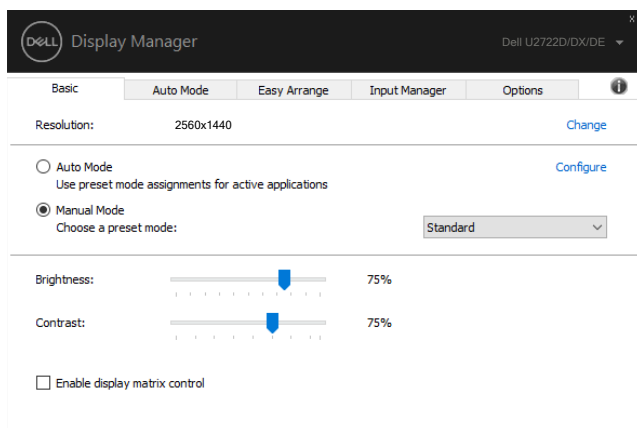 x
DELL Display Manager Dell U2722D/DX/DE
Basic Auto Mode Easy Arrange Input Manager Options i
Resolution: 2560x1440 Change
Auto Mode Configure
Use preset mode assignments for active applications
Manual Mode
Choose a preset mode: Standard
Brightness: 75%
Contrast: 75%
Enable display matrix control